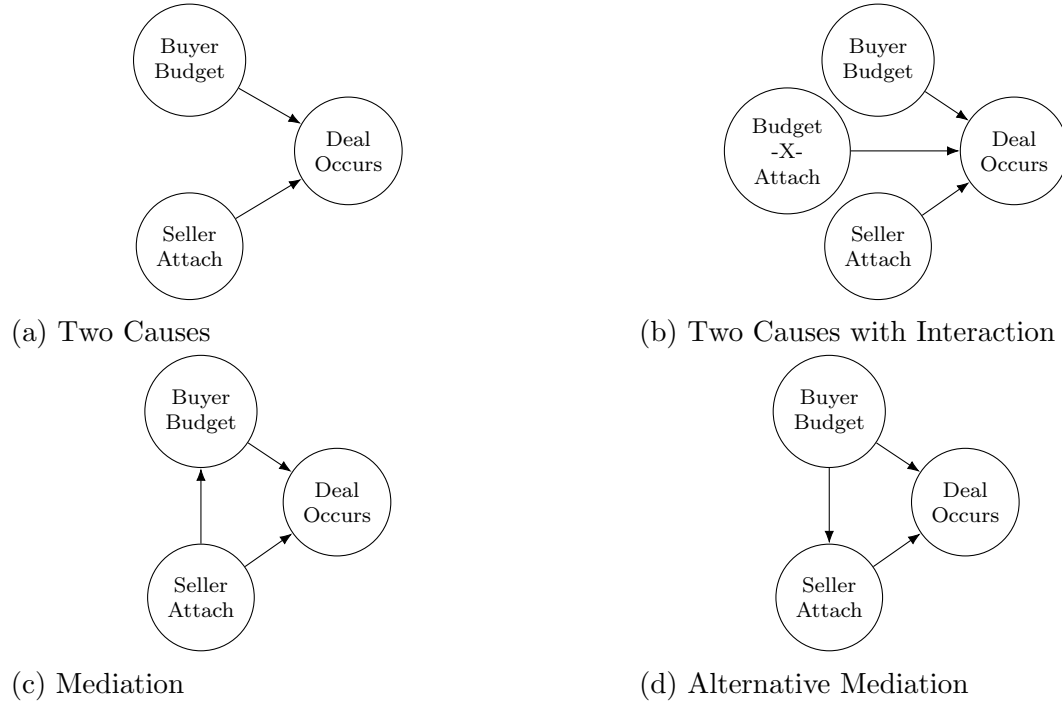 Buyer
Budget
Deal
Occurs
Seller
Attach
(a) Two Causes
Buyer
Budget
Budget
-X-
Attach
Deal
Occurs
Seller
Attach
(b) Two Causes with Interaction
Buyer
Budget
Deal
Occurs
Seller
Attach
(c) Mediation
Buyer
Budget
Deal
Occurs
Seller
Attach
(d) Alternative Mediation